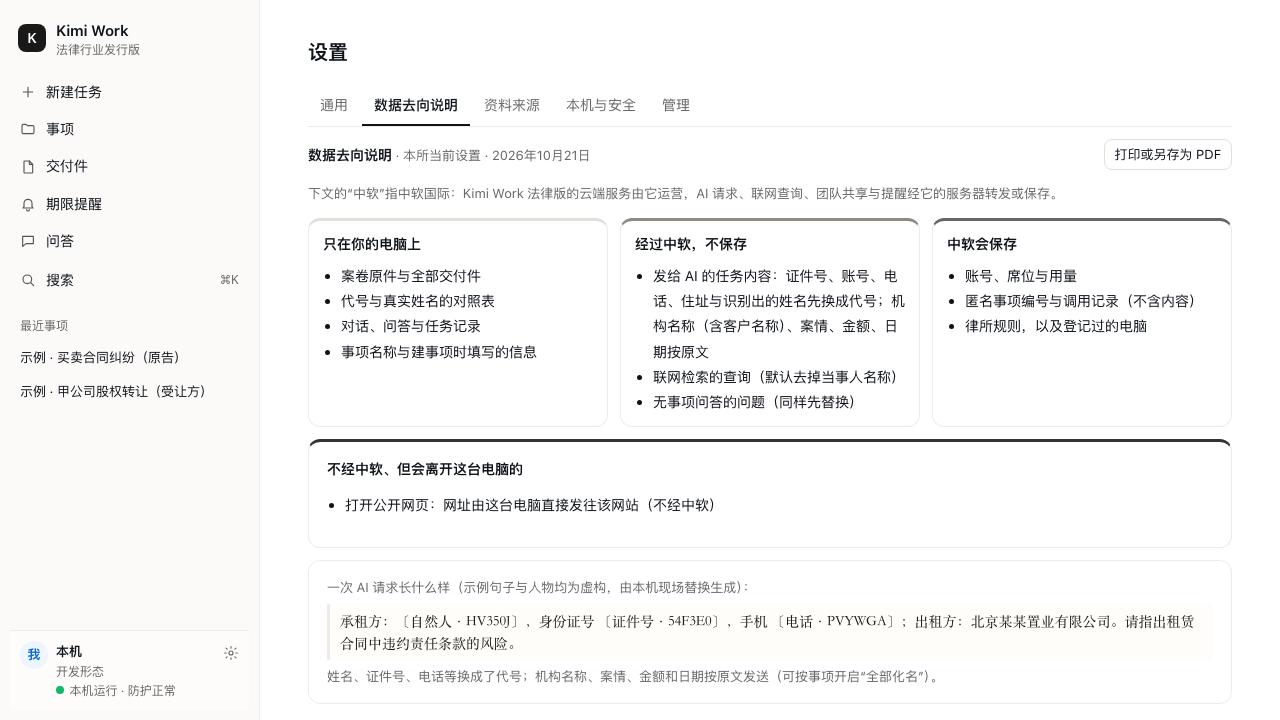 K
Kimi Work
法律行业发行版
新建任务
事项
交付件
期限提醒
问答
搜索 ⌘K
最近事项
示例 · 买卖合同纠纷（原告）
示例 · 甲公司股权转让（受让方）
我
本机
开发形态
本机运行 · 防护正常
设置
通用 数据去向说明 资料来源 本机与安全 管理
数据去向说明 · 本所当前设置 · 2026年10月21日
打印或另存为 PDF
下文的“中软”指中软国际：Kimi Work 法律版的云端服务由它运营，AI 请求、联网查询、团队共享与提醒经它的服务器转发或保存。
只在你的电脑上
案卷原件与全部交付件
代号与真实姓名的对照表
对话、问答与任务记录
事项名称与建事项时填写的信息
经过中软，不保存
发给 AI 的任务内容：证件号、账号、电
话、住址与识别出的姓名先换成代号；机
构名称（含客户名称）、案情、金额、日
期按原文
联网检索的查询（默认去掉当事人名称）
无事项问答的问题（同样先替换）
中软会保存
账号、席位与用量
匿名事项编号与调用记录（不含内容）
律所规则，以及登记过的电脑
不经中软、但会离开这台电脑的
打开公开网页：网址由这台电脑直接发往该网站（不经中软）
一次 AI 请求长什么样（示例句子与人物均为虚构，由本机现场替换生成）：
承租方：〔自然人 · HV350J〕，身份证号 〔证件号 · 54F3E0〕，手机 〔电话 · PVYWGA〕；出租方：北京某某置业有限公司。请指出租赁
合同中违约责任条款的风险。
姓名、证件号、电话等换成了代号；机构名称、案情、金额和日期按原文发送（可按事项开启“全部化名”）。